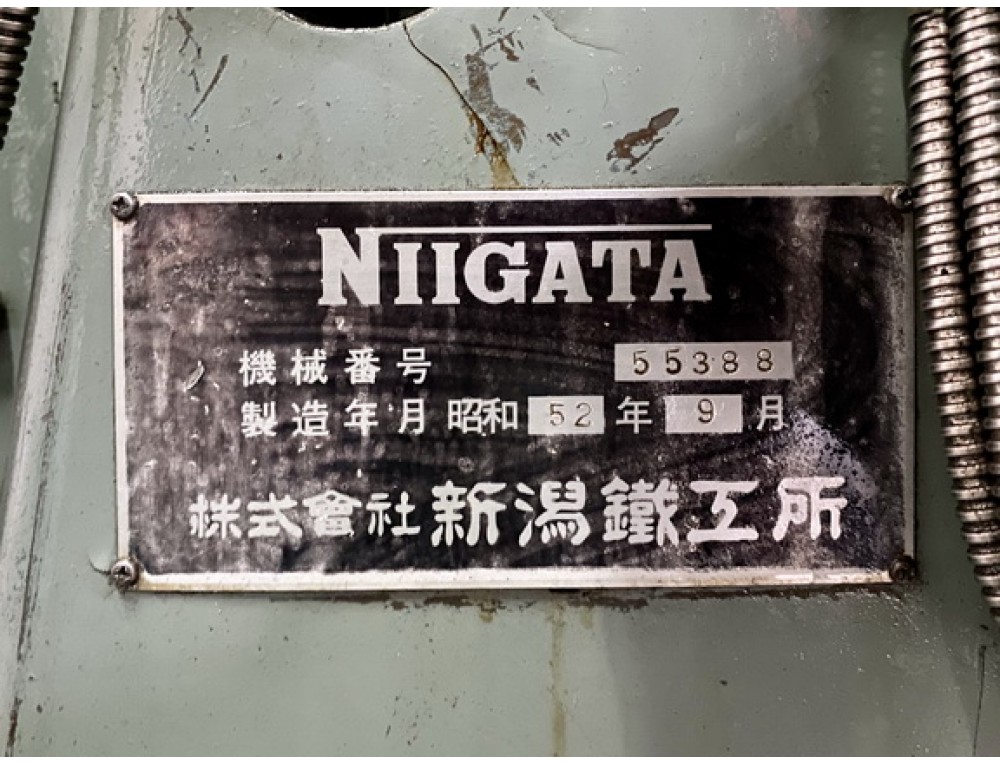 NIIGATA
機械番号 55388
製造年月 昭和 52 年 9 月
株式會社 新潟鐵工所